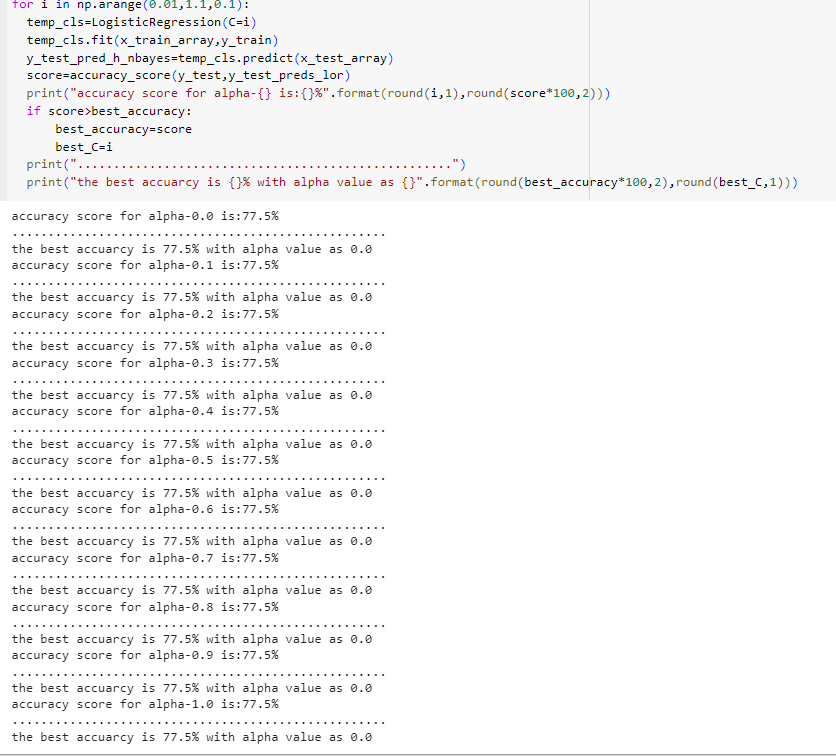 for i in np.arange(0.01,1.1,0.1):
temp_cls=LogisticRegression(C=i)
temp_cls.fit(x_train_array,y_train)
y_test_pred_h_nbayes=temp_cls.predict(x_test_array)
score=accuracy_score(y_test,y_test_preds_lor)
print("accuracy score for alpha-{} is:{}%".format(round(i,1),round(score*100,2)))
if score>best_accuracy:
best_accuracy=score
best_C=i
print("....................................................")
print("the best accuarcy is {}% with alpha value as {}".format(round(best_accuracy*100,2),round(best_C,1)))
accuracy score for alpha-0.0 is:77.5%
....................................................
the best accuarcy is 77.5% with alpha value as 0.0
accuracy score for alpha-0.1 is:77.5%
....................................................
the best accuarcy is 77.5% with alpha value as 0.0
accuracy score for alpha-0.2 is:77.5%
....................................................
the best accuarcy is 77.5% with alpha value as 0.0
accuracy score for alpha-0.3 is:77.5%
....................................................
the best accuarcy is 77.5% with alpha value as 0.0
accuracy score for alpha-0.4 is:77.5%
....................................................
the best accuarcy is 77.5% with alpha value as 0.0
accuracy score for alpha-0.5 is:77.5%
....................................................
the best accuarcy is 77.5% with alpha value as 0.0
accuracy score for alpha-0.6 is:77.5%
....................................................
the best accuarcy is 77.5% with alpha value as 0.0
accuracy score for alpha-0.7 is:77.5%
....................................................
the best accuarcy is 77.5% with alpha value as 0.0
accuracy score for alpha-0.8 is:77.5%
....................................................
the best accuarcy is 77.5% with alpha value as 0.0
accuracy score for alpha-0.9 is:77.5%
....................................................
the best accuarcy is 77.5% with alpha value as 0.0
accuracy score for alpha-1.0 is:77.5%
....................................................
the best accuarcy is 77.5% with alpha value as 0.0